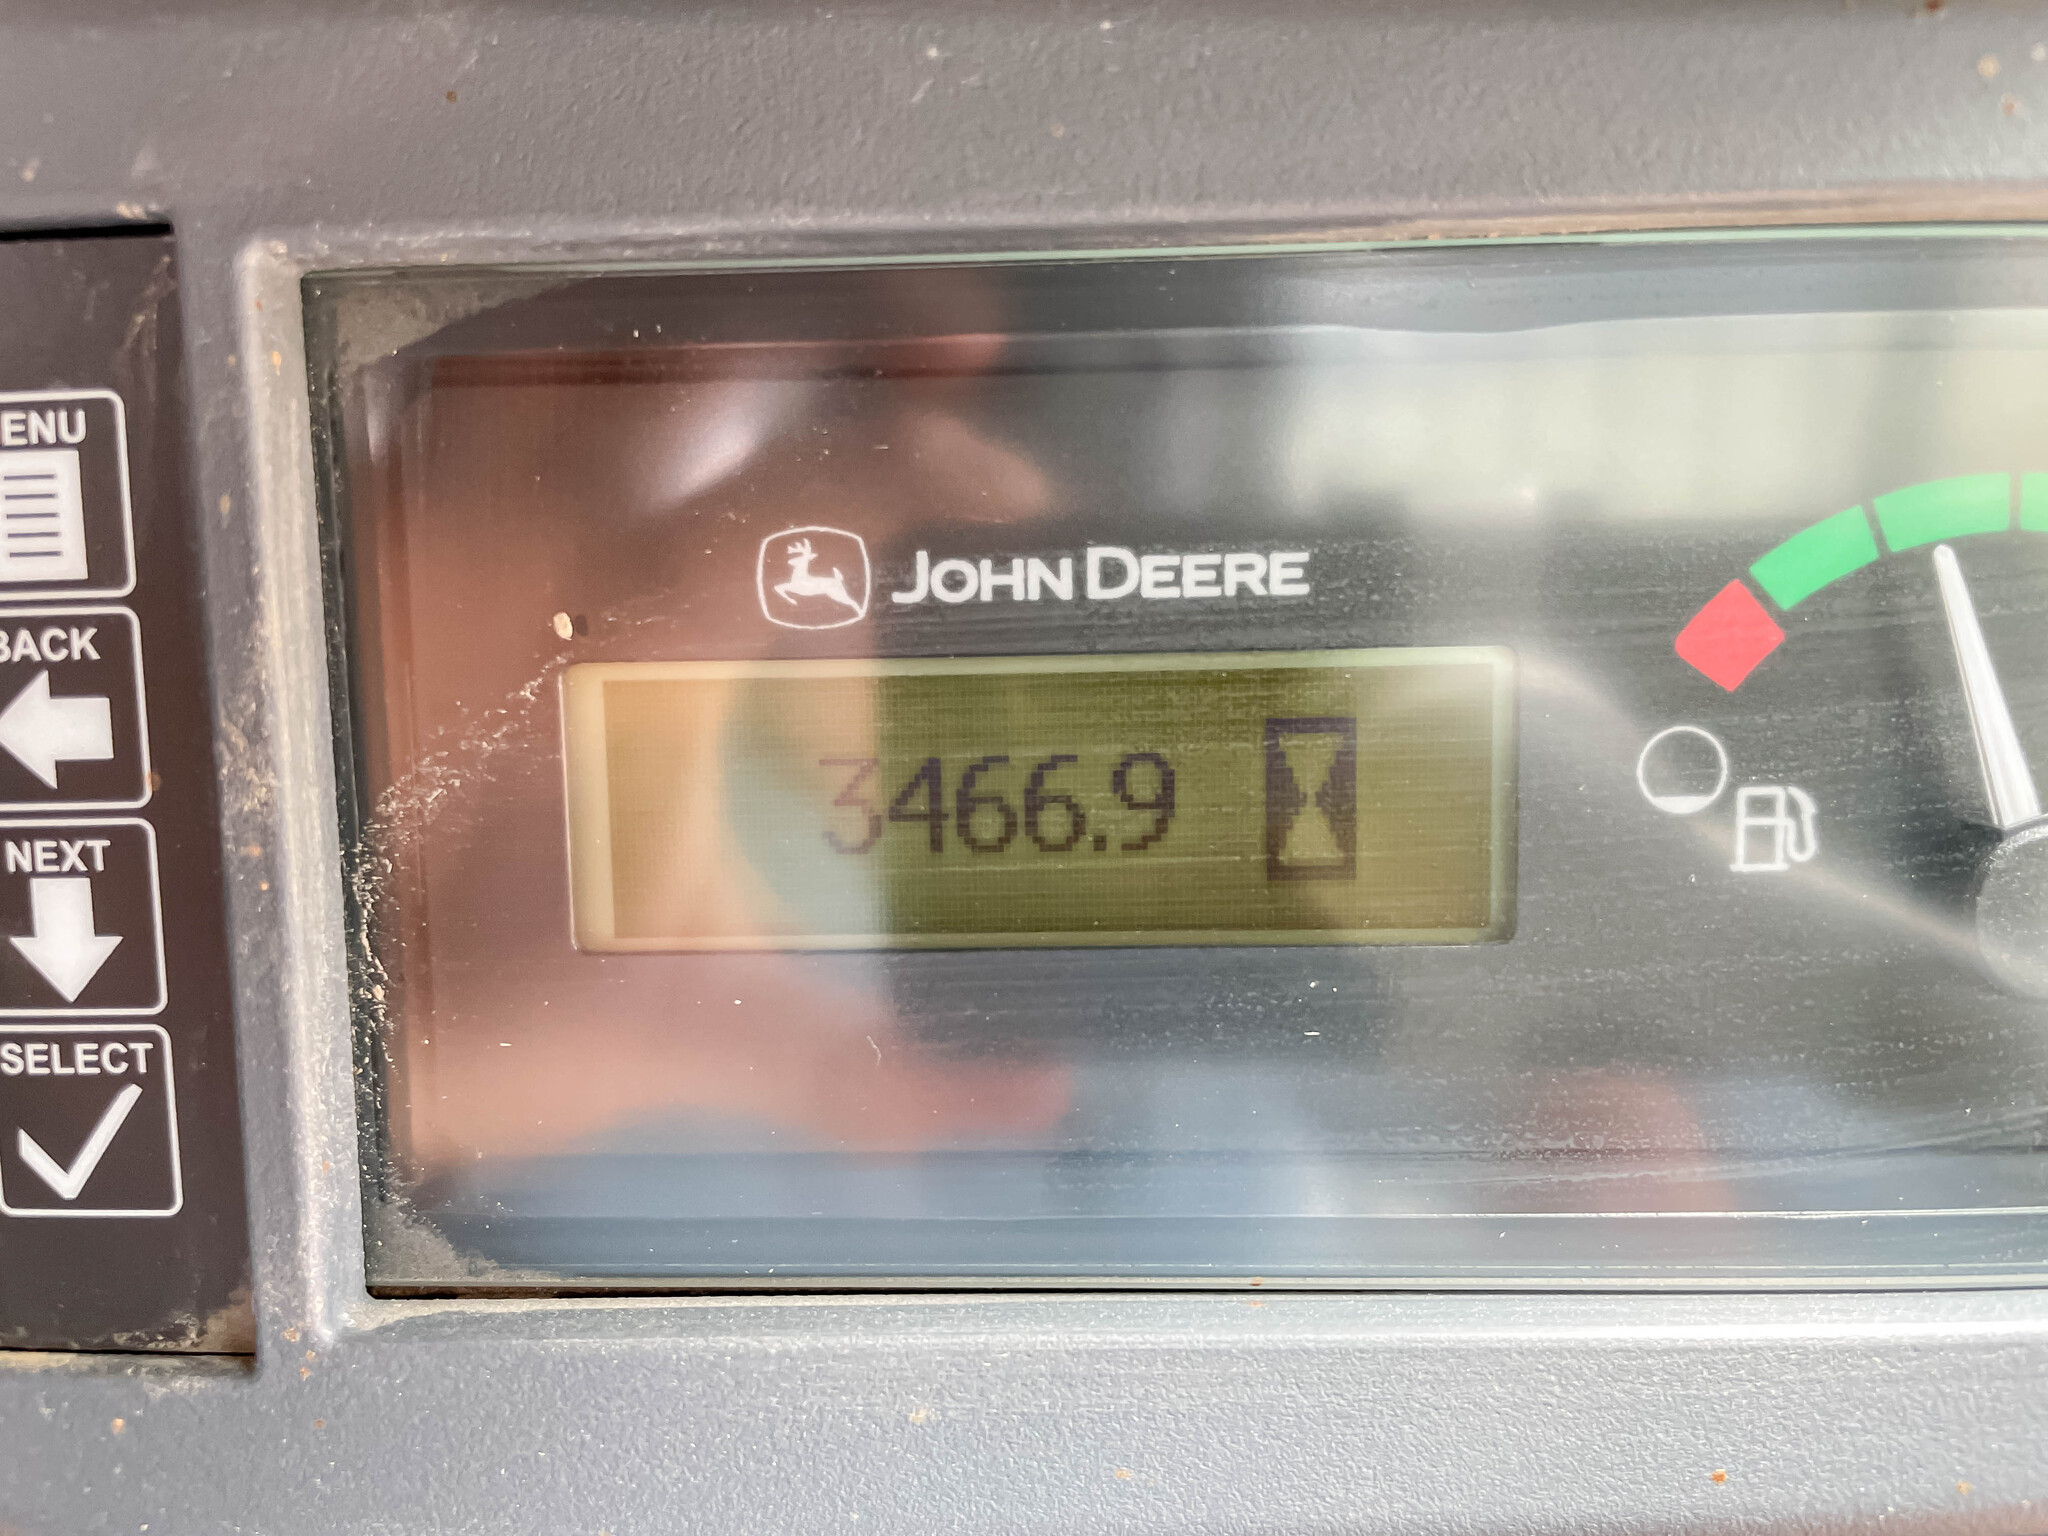 ENU
BACK
NEXT
SELECT
JOHN DEERE
3466.9